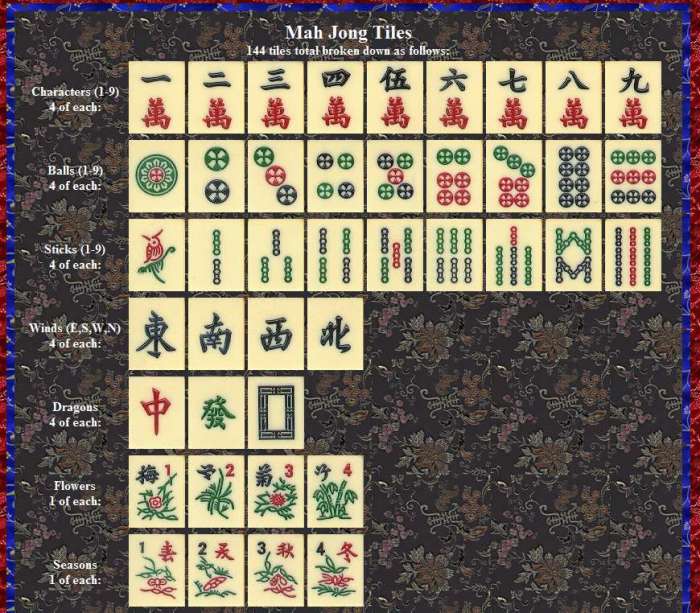 Mah Jong Tiles
144 tiles total broken down as follows:
Characters (1-9)
4 of each:
一 二 三 四 伍 六 七 八 九
萬 萬 萬 萬 萬 萬 萬 萬 萬
Balls (1-9)
4 of each:
Sticks (1-9)
4 of each:
Winds (E,S,W,N)
4 of each:
東 南 西 北
Dragons
4 of each:
中 發
Flowers
1 of each:
梅 1 2 菊 3 竹 4
Seasons
1 of each:
1 春 2 3 秋 4 冬